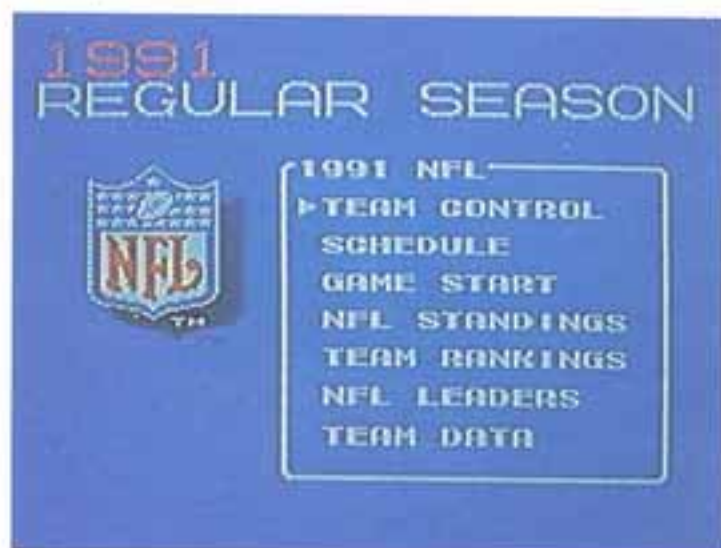 1991
REGULAR SEASON
1991 NFL
TEAM CONTROL
SCHEDULE
GAME START
NFL STANDINGS
TEAM RANKINGS
NFL LEADERS
TEAM DATA
NFL
TM